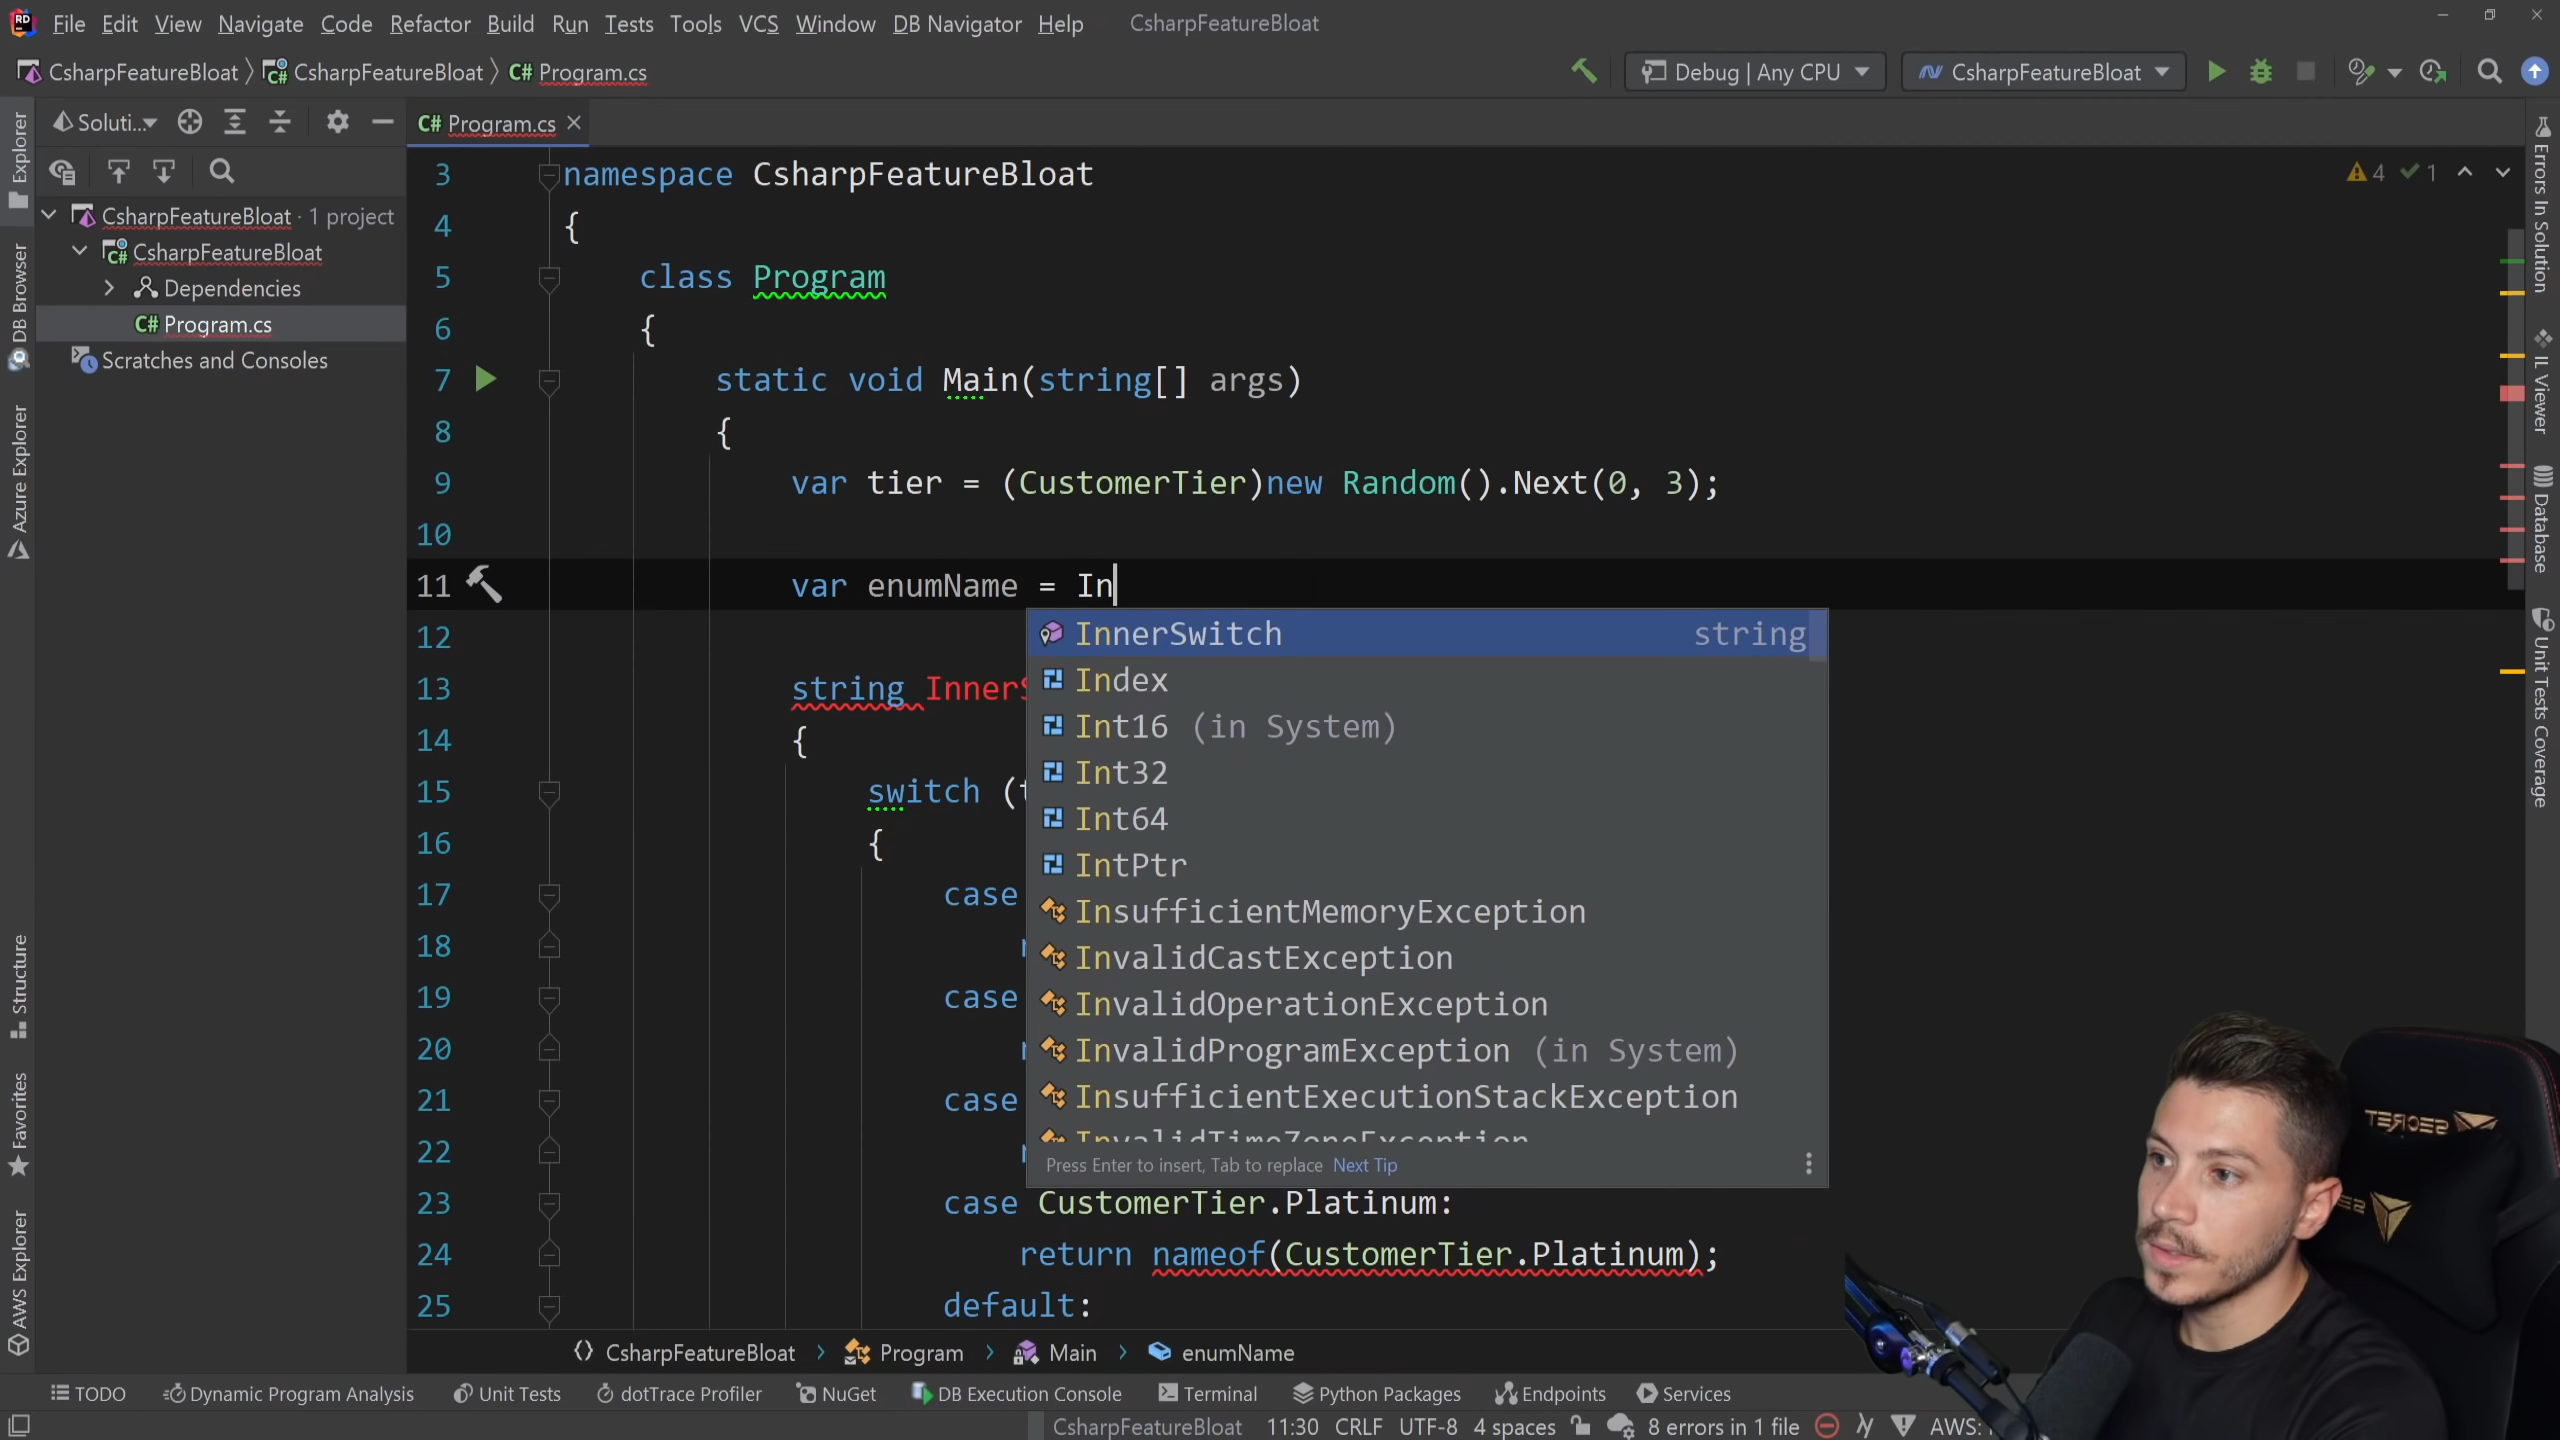 File Edit View Navigate Code Refactor Build Run Tests Tools VCS Window DB Navigator Help CsharpFeatureBloat
CsharpFeatureBloat CsharpFeatureBloat C# Program.cs Debug | Any CPU CsharpFeatureBloat
Soluti... C# Program.cs
CsharpFeatureBloat · 1 project
CsharpFeatureBloat
Dependencies
C# Program.cs
Scratches and Consoles
Explorer
DB Browser
Azure Explorer
Structure
Favorites
AWS Explorer
4 1
3 namespace CsharpFeatureBloat
4 {
5 class Program
6 {
7 static void Main(string[] args)
8 {
9 var tier = (CustomerTier)new Random().Next(0, 3);
10
11 var enumName = In
12
13 string InnerS
14 {
15 switch (t
16 {
17 case
18 r
19 case
20 r
21 case
22 r
23 case CustomerTier.Platinum:
24 return nameof(CustomerTier.Platinum);
25 default:
InnerSwitch string
Index
Int16 (in System)
Int32
Int64
IntPtr
InsufficientMemoryException
InvalidCastException
InvalidOperationException
InvalidProgramException (in System)
InsufficientExecutionStackException
InvalidTimeZoneException
Press Enter to insert, Tab to replace Next Tip
Errors In Solution
IL Viewer
Database
Unit Tests Coverage
SECRET
CsharpFeatureBloat Program Main enumName
TODO Dynamic Program Analysis Unit Tests dotTrace Profiler NuGet DB Execution Console Terminal Python Packages Endpoints Services
CsharpFeatureBloat 11:30 CRLF UTF-8 4 spaces 8 errors in 1 file AWS: